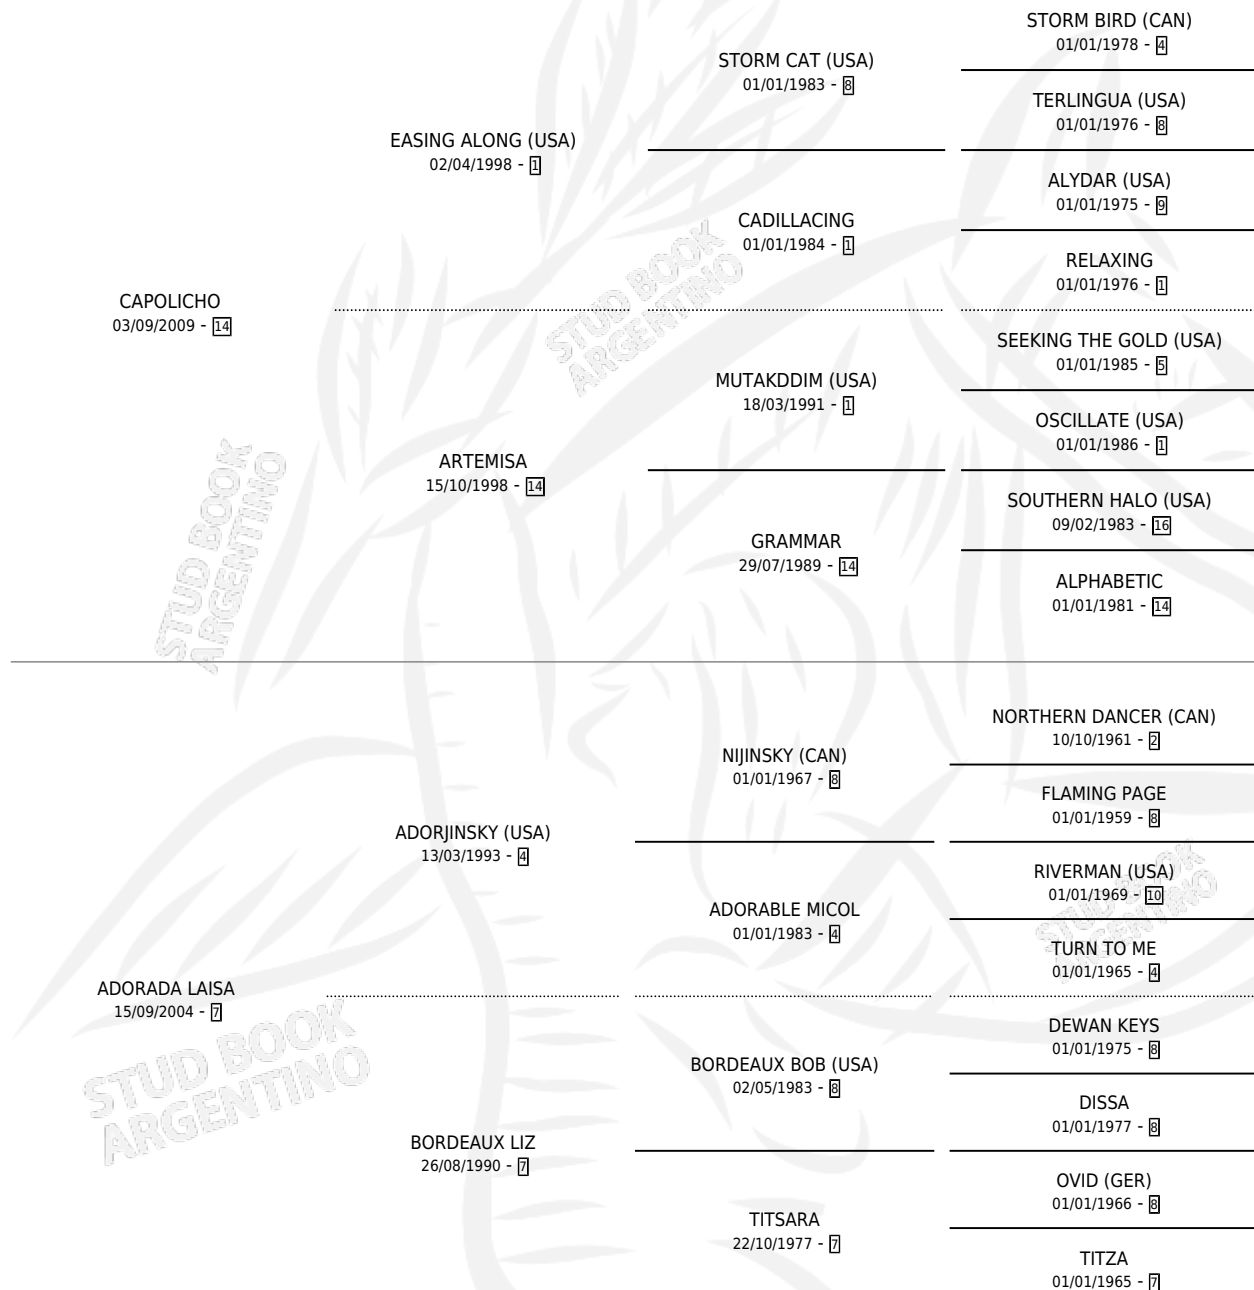 STORM BIRD (CAN)
01/01/1978 - 4
STORM CAT (USA)
01/01/1983 - 8
TERLINGUA (USA)
01/01/1976 - 8
EASING ALONG (USA)
02/04/1998 - 1
ALYDAR (USA)
01/01/1975 - 9
CADILLACING
01/01/1984 - 1
RELAXING
01/01/1976 - 1
CAPOLICHO
03/09/2009 - 14
STUD BOOK
ARGENTINO
SEEKING THE GOLD (USA)
01/01/1985 - 5
MUTAKDDIM (USA)
18/03/1991 - 1
OSCILLATE (USA)
01/01/1986 - 1
ARTEMISA
15/10/1998 - 14
SOUTHERN HALO (USA)
09/02/1983 - 16
GRAMMAR
29/07/1989 - 14
ALPHABETIC
01/01/1981 - 14
STUD BOOK
ARGENTINO
NORTHERN DANCER (CAN)
10/10/1961 - 2
NIJINSKY (CAN)
01/01/1967 - 8
FLAMING PAGE
01/01/1959 - 8
ADORJINSKY (USA)
13/03/1993 - 4
RIVERMAN (USA)
01/01/1969 - 10
ADORABLE MICOL
01/01/1983 - 4
STUD BOOK
ARGENTINO
TURN TO ME
01/01/1965 - 4
ADORADA LAISA
15/09/2004 - 7
STUD BOOK
ARGENTINO
DEWAN KEYS
01/01/1975 - 8
BORDEAUX BOB (USA)
02/05/1983 - 8
DISSA
01/01/1977 - 8
BORDEAUX LIZ
26/08/1990 - 7
OVID (GER)
01/01/1966 - 8
TITSARA
22/10/1977 - 7
TITZA
01/01/1965 - 7